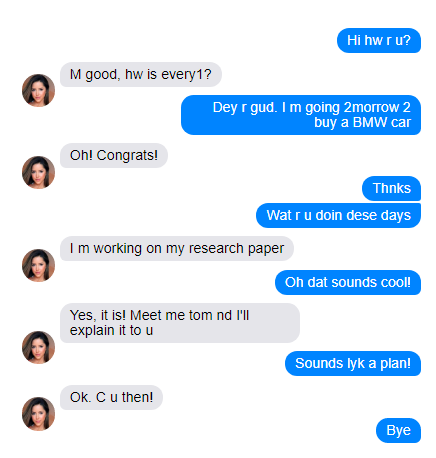 Hi hw r u?
M good, hw is every1?
Dey r gud. I m going 2morrow 2
buy a BMW car
Oh! Congrats!
Thnks
Wat r u doin dese days
I m working on my research paper
Oh dat sounds cool!
Yes, it is! Meet me tom nd I'll
explain it to u
Sounds lyk a plan!
Ok. C u then!
Bye